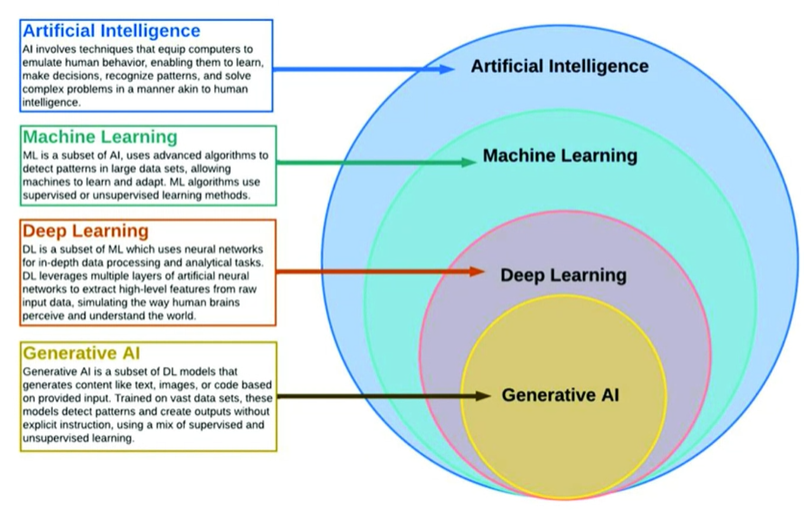 Artificial Intelligence
AI involves techniques that equip computers to
emulate human behavior, enabling them to learn,
make decisions, recognize patterns, and solve
complex problems in a manner akin to human
intelligence.
Machine Learning
ML is a subset of AI, uses advanced algorithms to
detect patterns in large data sets, allowing
machines to learn and adapt. ML algorithms use
supervised or unsupervised learning methods.
Deep Learning
DL is a subset of ML which uses neural networks
for in-depth data processing and analytical tasks.
DL leverages multiple layers of artificial neural
networks to extract high-level features from raw
input data, simulating the way human brains
perceive and understand the world.
Generative AI
Generative AI is a subset of DL models that
generates content like text, images, or code based
on provided input. Trained on vast data sets, these
models detect patterns and create outputs without
explicit instruction, using a mix of supervised and
unsupervised learning.
Artificial Intelligence
Machine Learning
Deep Learning
Generative AI